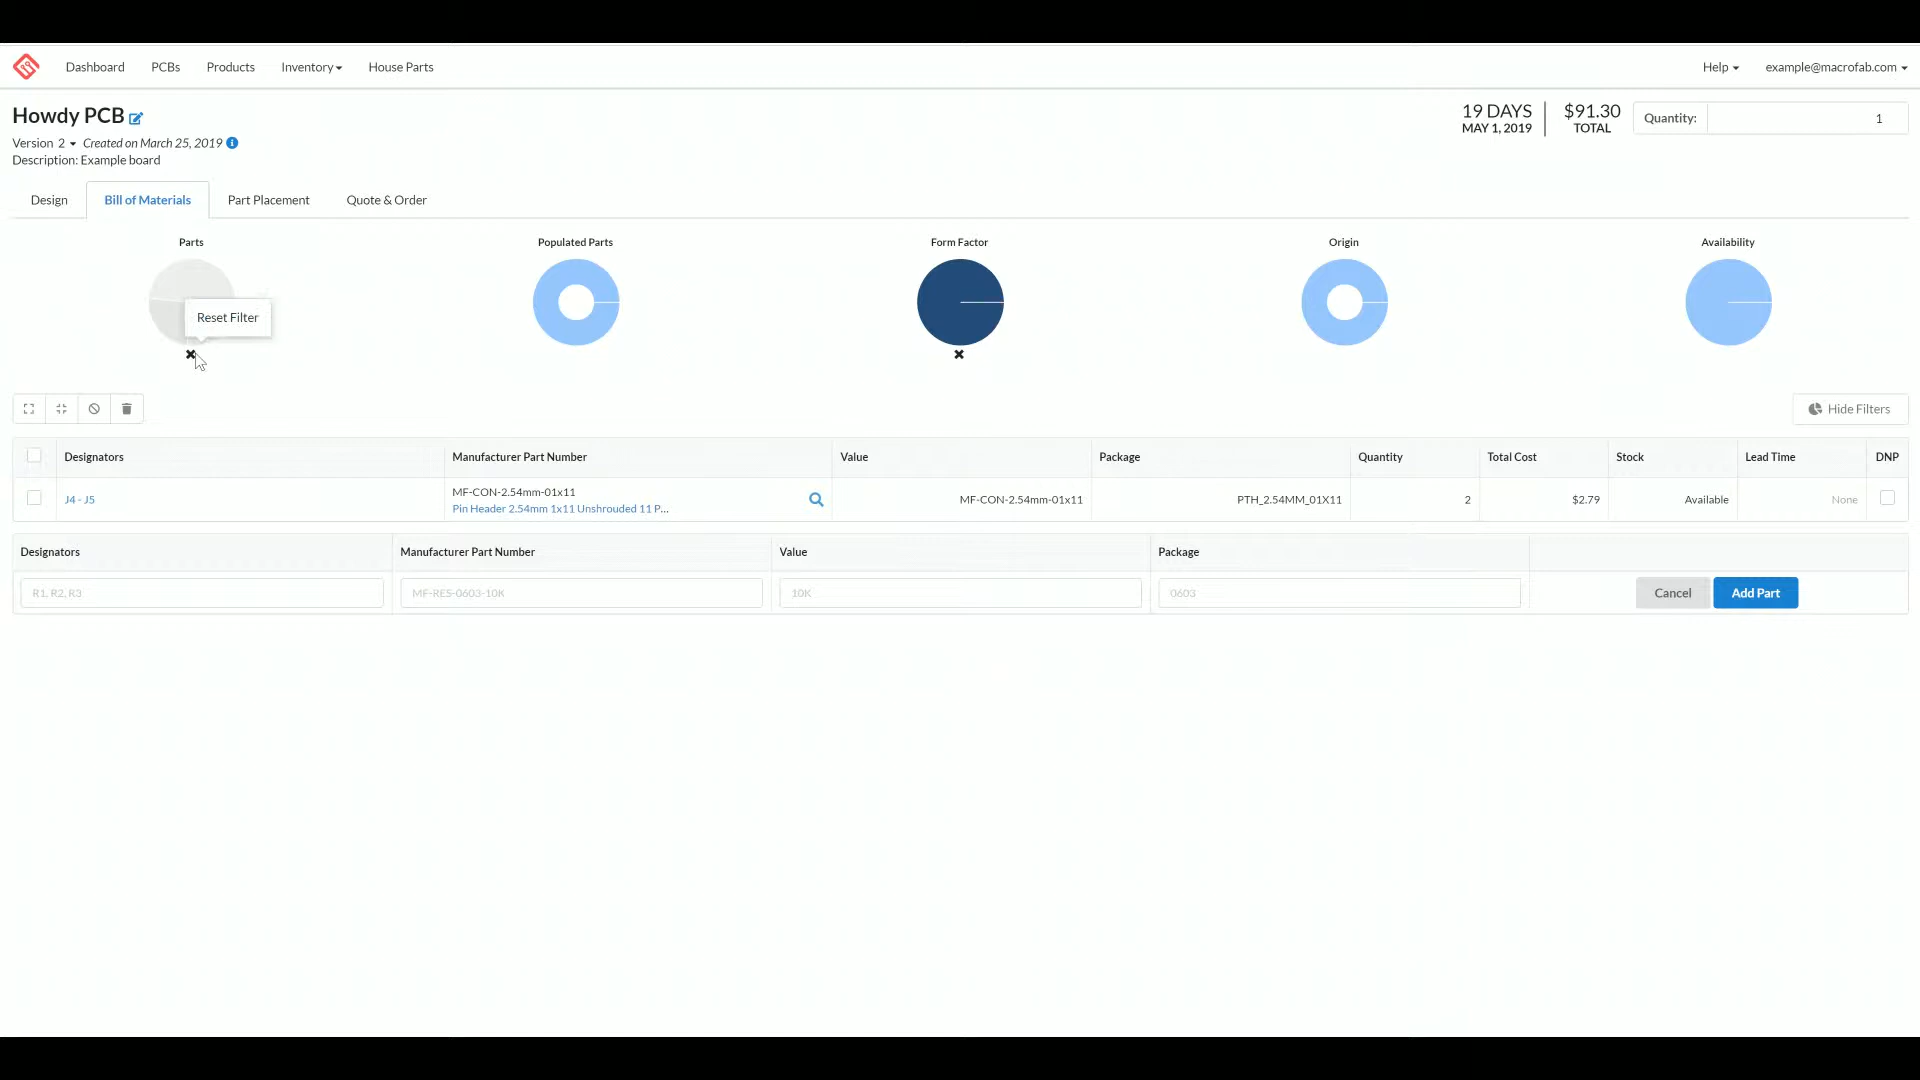 Dashboard PCBs Products Inventory House Parts Help example@macrofab.com
Howdy PCB
19 DAYS $91.30 Quantity: 1
MAY 1, 2019 TOTAL
Version 2 Created on March 25, 2019
Description: Example board
Design Bill of Materials Part Placement Quote & Order
Parts Populated Parts Form Factor Origin Availability
Reset Filter
Hide Filters
Designators Manufacturer Part Number Value Package Quantity Total Cost Stock Lead Time DNP
J4 - J5 MF-CON-2.54mm-01x11 MF-CON-2.54mm-01x11 PTH_2.54MM_01X11 2 $2.79 Available None
Pin Header 2.54mm 1x11 Unshrouded 11 P...
Designators Manufacturer Part Number Value Package
R1, R2, R3 MF-RES-0603-10K 10K 0603 Cancel Add Part